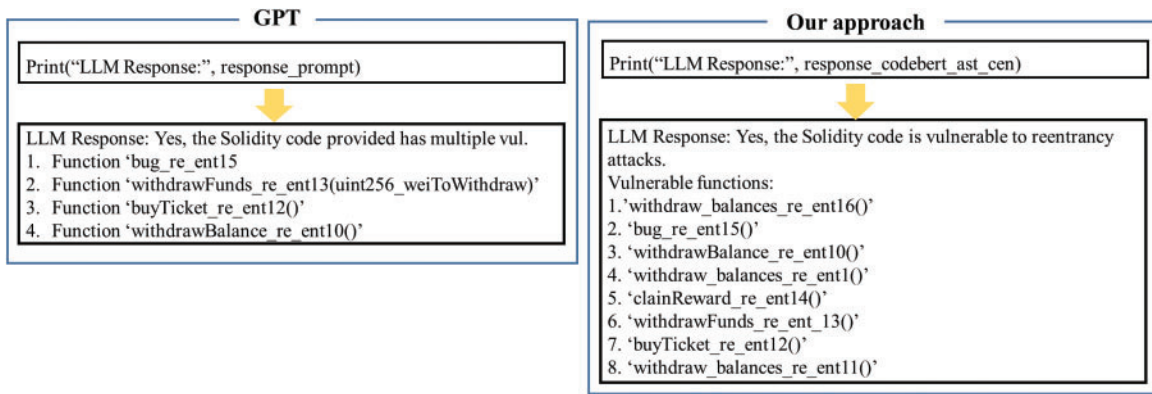 GPT
Print(“LLM Response:”, response_prompt)
LLM Response: Yes, the Solidity code provided has multiple vul.
1. Function ‘bug_re_ent15
2. Function ‘withdrawFunds_re_ent13(uint256_weiToWithdraw)’
3. Function ‘buyTicket_re_ent12()’
4. Function ‘withdrawBalance_re_ent10()’
Our approach
Print(“LLM Response:”, response_codebert_ast_cen)
LLM Response: Yes, the Solidity code is vulnerable to reentrancy
attacks.
Vulnerable functions:
1.’withdraw_balances_re_ent16()’
2. ‘bug_re_ent15()’
3. ‘withdrawBalance_re_ent10()’
4. ‘withdraw_balances_re_ent1()’
5. ‘clainReward_re_ent14()’
6. ‘withdrawFunds_re_ent_13()’
7. ‘buyTicket_re_ent12()’
8. ‘withdraw_balances_re_ent11()’